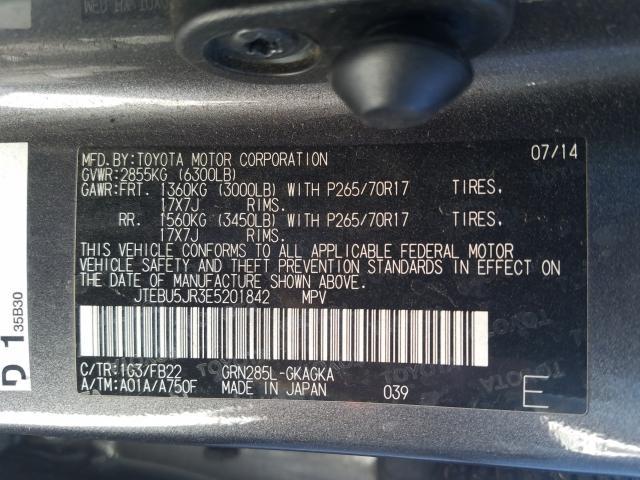 MFD.BY:TOYOTA MOTOR CORPORATION 07/14
GVWR:2855KG (6300LB)
GAWR:FRT. 1360KG (3000LB) WITH P265/70R17 TIRES,
17X7J RIMS.
RR. 1560KG (3450LB) WITH P265/70R17 TIRES,
17X7J RIMS.
THIS VEHICLE CONFORMS TO ALL APPLICABLE FEDERAL MOTOR
VEHICLE SAFETY AND THEFT PREVENTION STANDARDS IN EFFECT ON
THE DATE OF MANUFACTURE SHOWN ABOVE.
JTEBU5JR3E5201842 MPV
C/TR:1G3/FB22 GRN285L-GKAGKA
A/TM:A01A/A750F MADE IN JAPAN 039 E
D 1 35B30